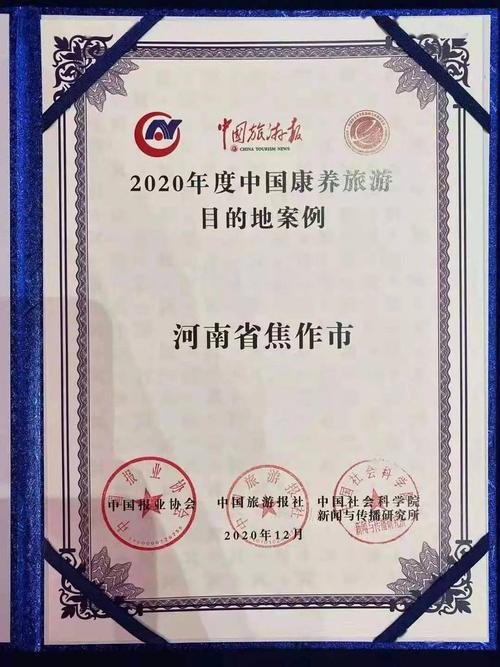 中国旅游报
CHINA TOURISM NEWS
2020年度中国康养旅游
目的地案例
河南省焦作市
中国报业协会
中国旅游报社
中国社会科学院
新闻与传播研究所
2020年12月